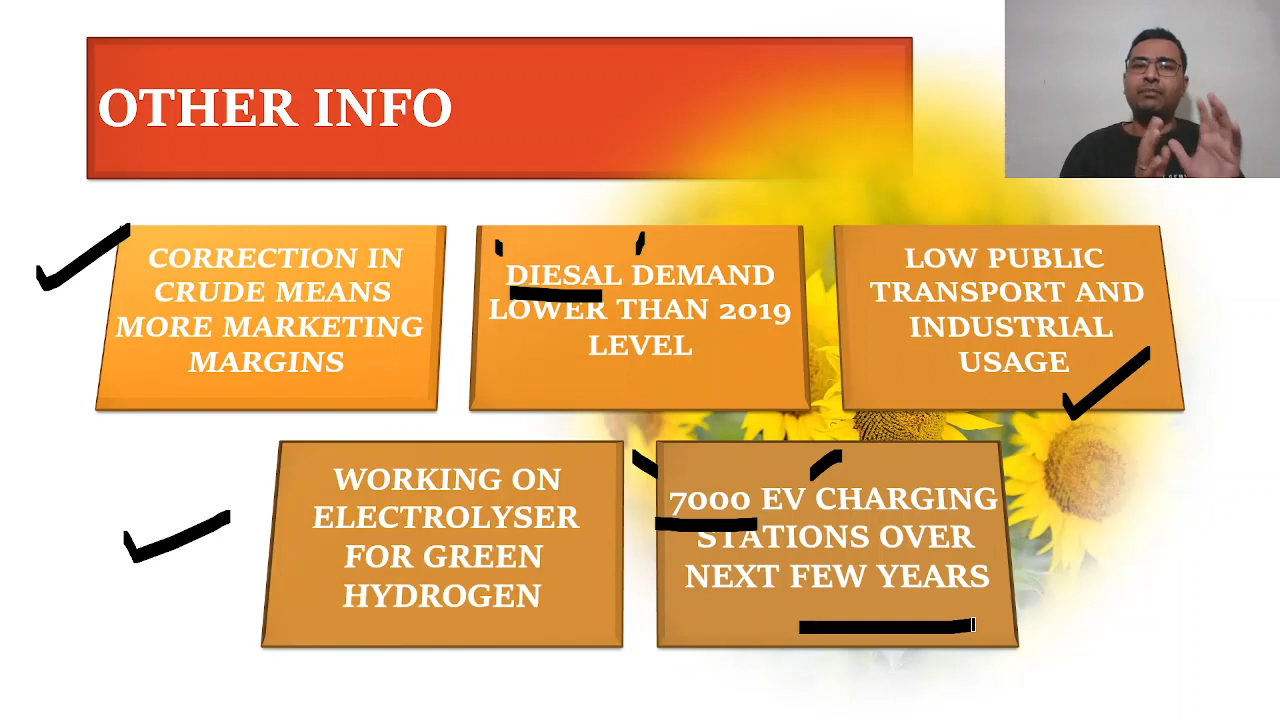 OTHER INFO
CORRECTION IN
CRUDE MEANS
MORE MARKETING
MARGINS
DIESAL DEMAND
LOWER THAN 2019
LEVEL
LOW PUBLIC
TRANSPORT AND
INDUSTRIAL
USAGE
WORKING ON
ELECTROLYSER
FOR GREEN
HYDROGEN
7000 EV CHARGING
STATIONS OVER
NEXT FEW YEARS